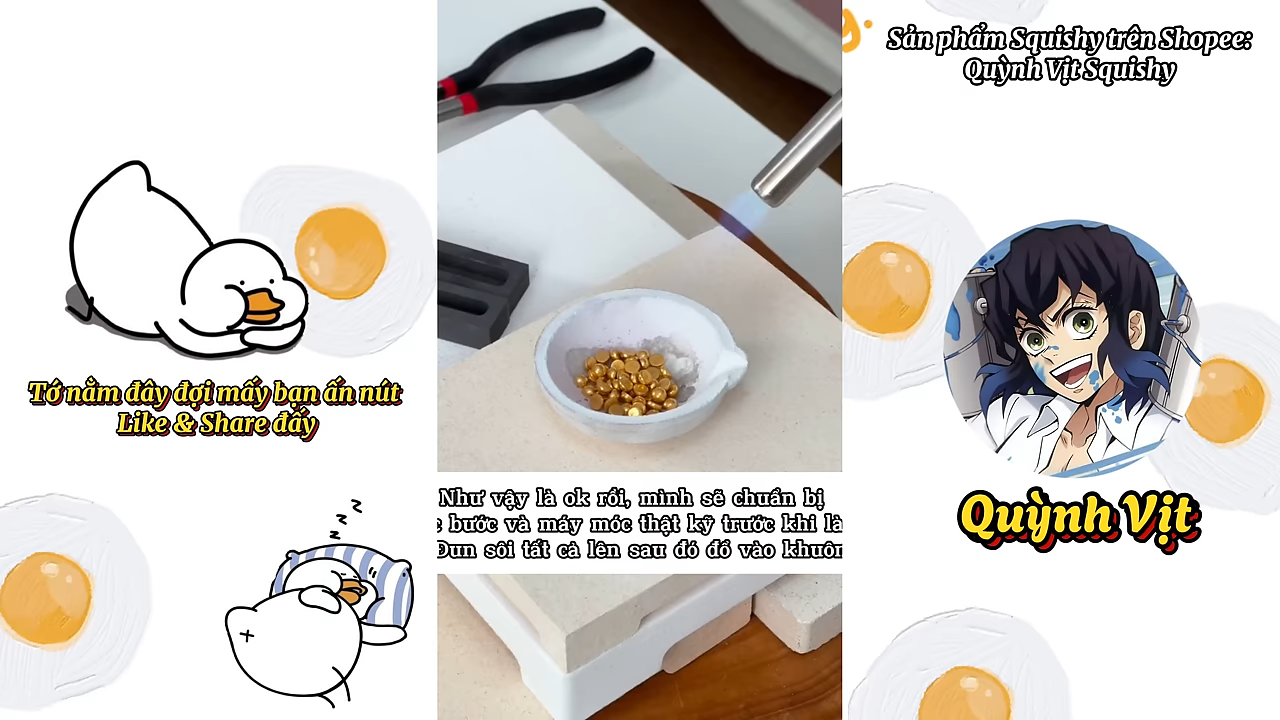 Tớ nằm đây đợi mấy bạn ấn nút
Like & Share đấy
z z z z
Như vậy là ok rồi, mình sẽ chuẩn bị
bước và máy móc thật kỹ trước khi
Đun sôi tất cả lên sau đó đổ vào khuôn
Sản phẩm Squishy trên Shopee:
Quỳnh Vịt Squishy
Quỳnh Vịt